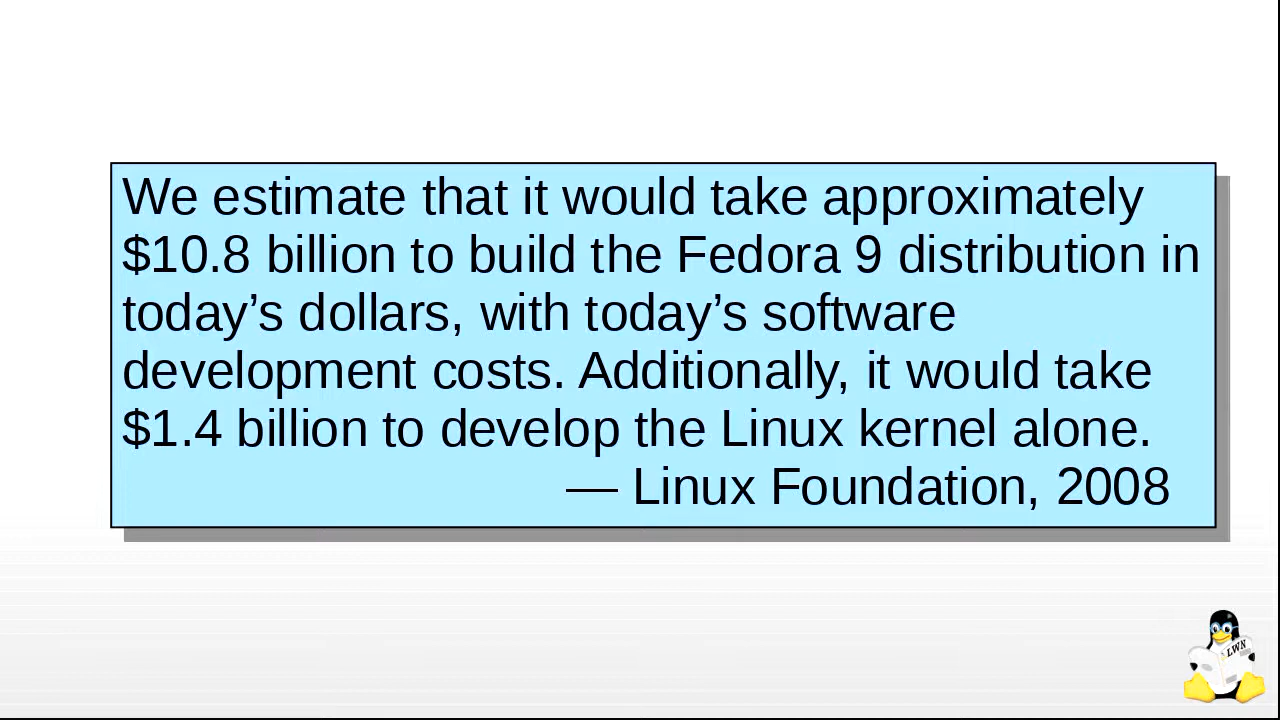 We estimate that it would take approximately
$10.8 billion to build the Fedora 9 distribution in
today’s dollars, with today’s software
development costs. Additionally, it would take
$1.4 billion to develop the Linux kernel alone.
— Linux Foundation, 2008
LWN